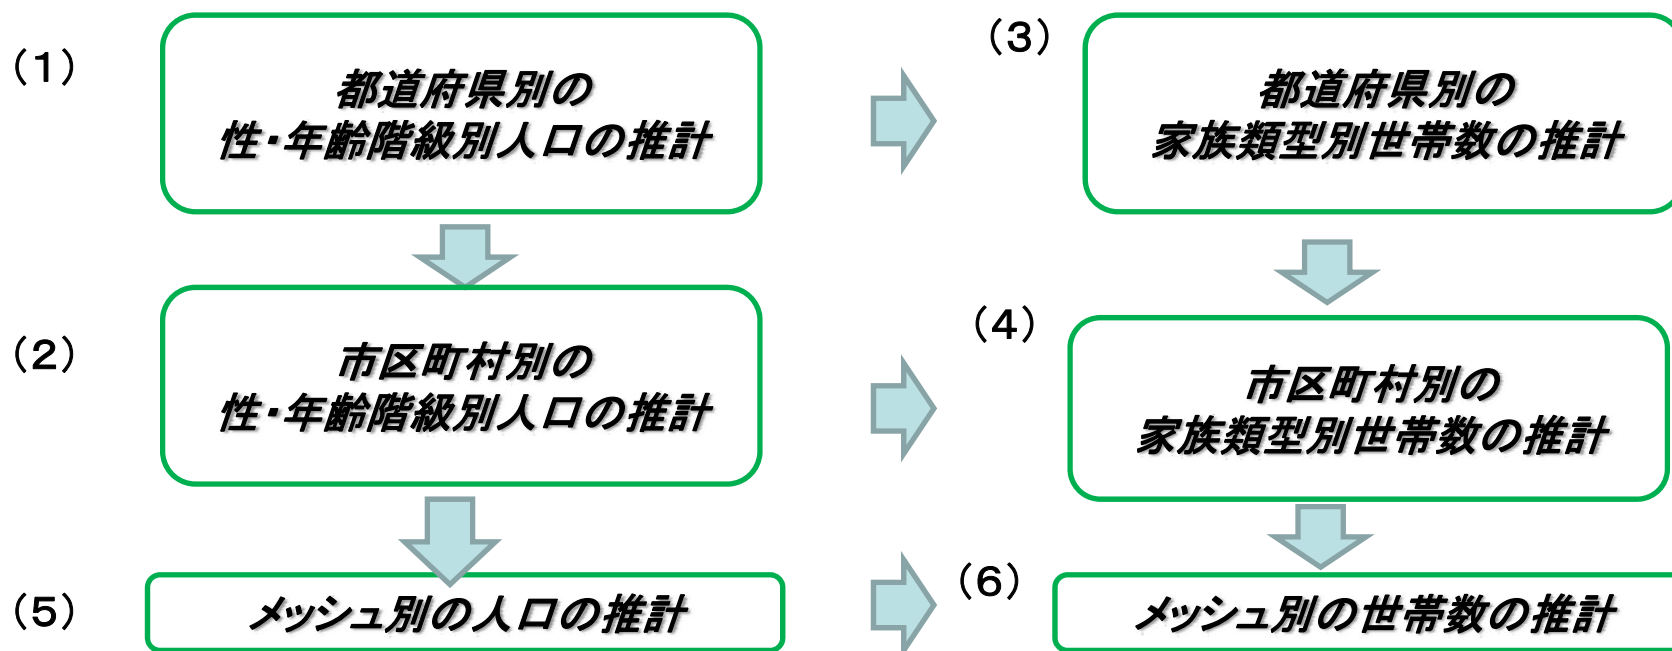 （１）
都道府県別の
性・年齢階級別人口の推計
（３）
都道府県別の
家族類型別世帯数の推計
（２）
市区町村別の
性・年齢階級別人口の推計
（４）
市区町村別の
家族類型別世帯数の推計
（５）
メッシュ別の人口の推計
（６）
メッシュ別の世帯数の推計